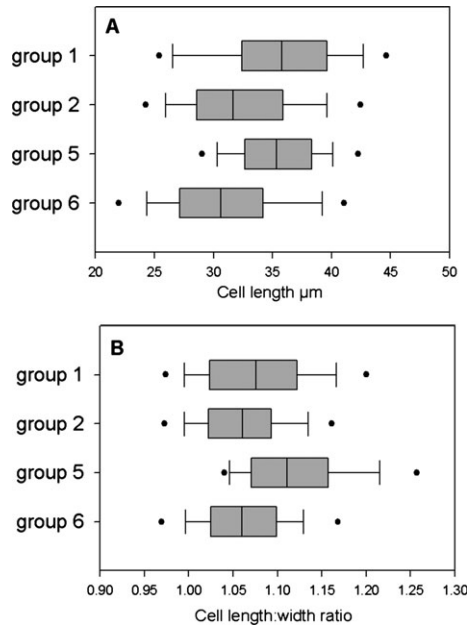 A
group 1
group 2
group 5
group 6
20 25 30 35 40 45 50
Cell length µm
B
group 1
group 2
group 5
group 6
0.90 0.95 1.00 1.05 1.10 1.15 1.20 1.25 1.30
Cell length:width ratio